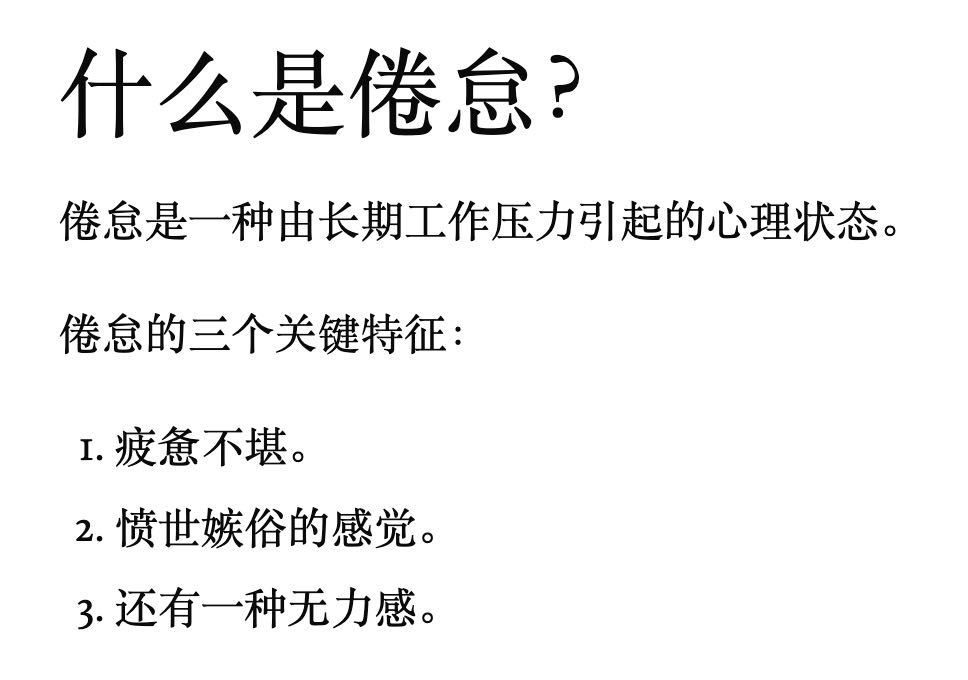 什么是倦怠？
倦怠是一种由长期工作压力引起的心理状态。
倦怠的三个关键特征：
1. 疲惫不堪。
2. 愤世嫉俗的感觉。
3. 还有一种无力感。